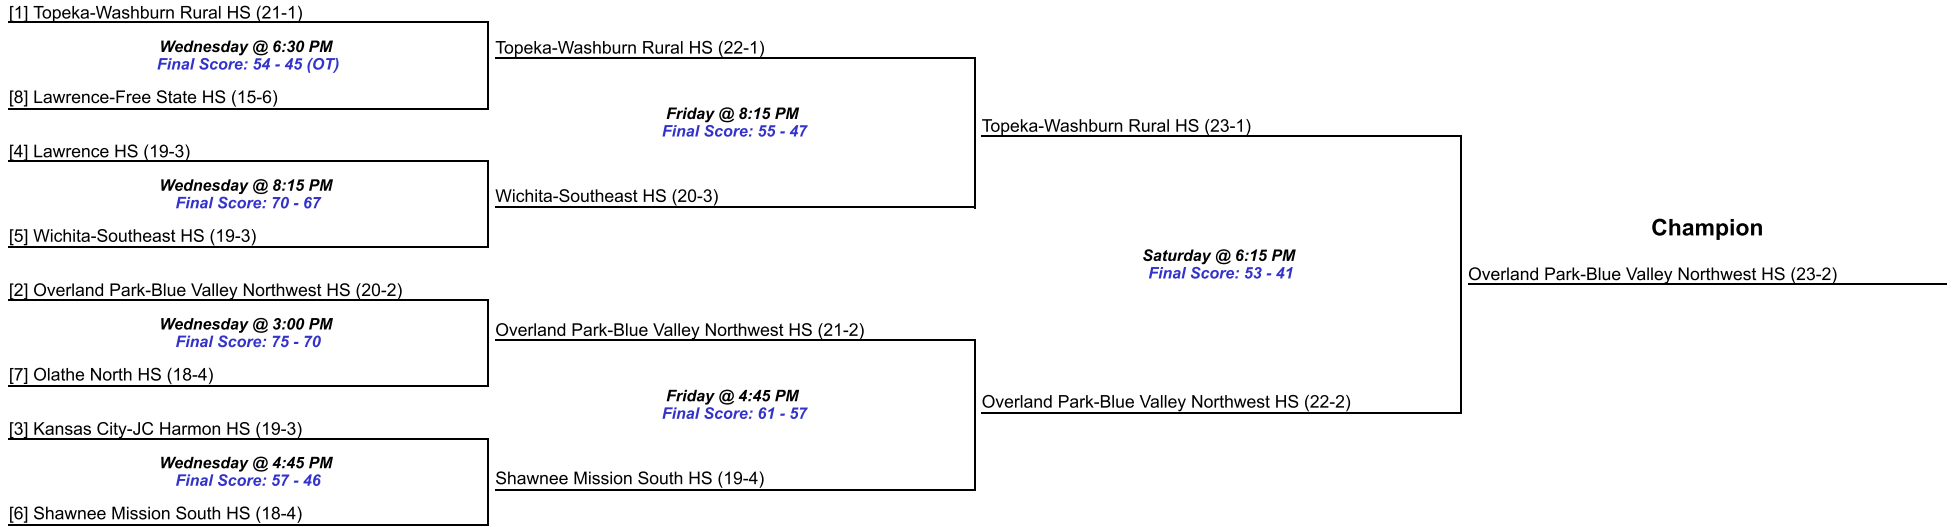 [1] Topeka-Washburn Rural HS (21-1)
Wednesday @ 6:30 PM
Final Score: 54 - 45 (OT)
[8] Lawrence-Free State HS (15-6)
[4] Lawrence HS (19-3)
Wednesday @ 8:15 PM
Final Score: 70 - 67
[5] Wichita-Southeast HS (19-3)
[2] Overland Park-Blue Valley Northwest HS (20-2)
Wednesday @ 3:00 PM
Final Score: 75 - 70
[7] Olathe North HS (18-4)
[3] Kansas City-JC Harmon HS (19-3)
Wednesday @ 4:45 PM
Final Score: 57 - 46
[6] Shawnee Mission South HS (18-4)
Topeka-Washburn Rural HS (22-1)
Friday @ 8:15 PM
Final Score: 55 - 47
Wichita-Southeast HS (20-3)
Overland Park-Blue Valley Northwest HS (21-2)
Friday @ 4:45 PM
Final Score: 61 - 57
Shawnee Mission South HS (19-4)
Topeka-Washburn Rural HS (23-1)
Saturday @ 6:15 PM
Final Score: 53 - 41
Overland Park-Blue Valley Northwest HS (22-2)
Champion
Overland Park-Blue Valley Northwest HS (23-2)